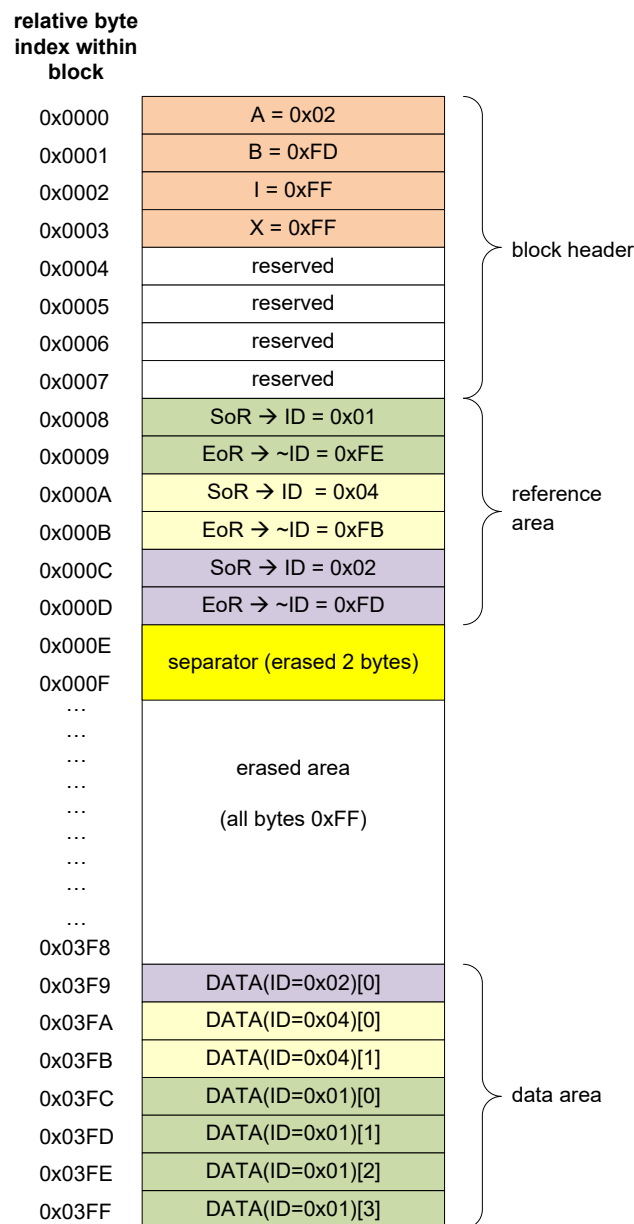 relative byte
index within
block
0x0000 A = 0x02
0x0001 B = 0xFD
0x0002 I = 0xFF
0x0003 X = 0xFF
block header
0x0004 reserved
0x0005 reserved
0x0006 reserved
0x0007 reserved
0x0008 SoR → ID = 0x01
0x0009 EoR → ~ID = 0xFE
0x000A SoR → ID = 0x04
reference
area
0x000B EoR → ~ID = 0xFB
0x000C SoR → ID = 0x02
0x000D EoR → ~ID = 0xFD
0x000E
separator (erased 2 bytes)
0x000F
…
…
…
erased area
…
…
(all bytes 0xFF)
…
…
…
…
0x03F8
0x03F9 DATA(ID=0x02)[0]
0x03FA DATA(ID=0x04)[0]
0x03FB DATA(ID=0x04)[1]
0x03FC DATA(ID=0x01)[0]
data area
0x03FD DATA(ID=0x01)[1]
0x03FE DATA(ID=0x01)[2]
0x03FF DATA(ID=0x01)[3]